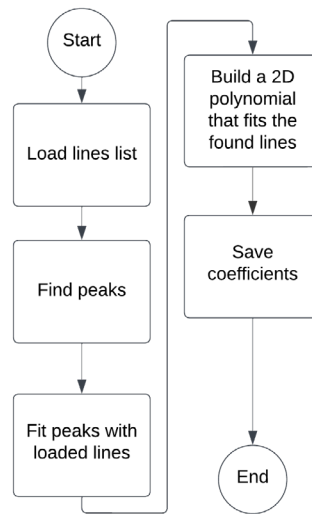 Start
Load lines list
Find peaks
Fit peaks with
loaded lines
Build a 2D
polynomial
that fits the
found lines
Save
coefficients
End